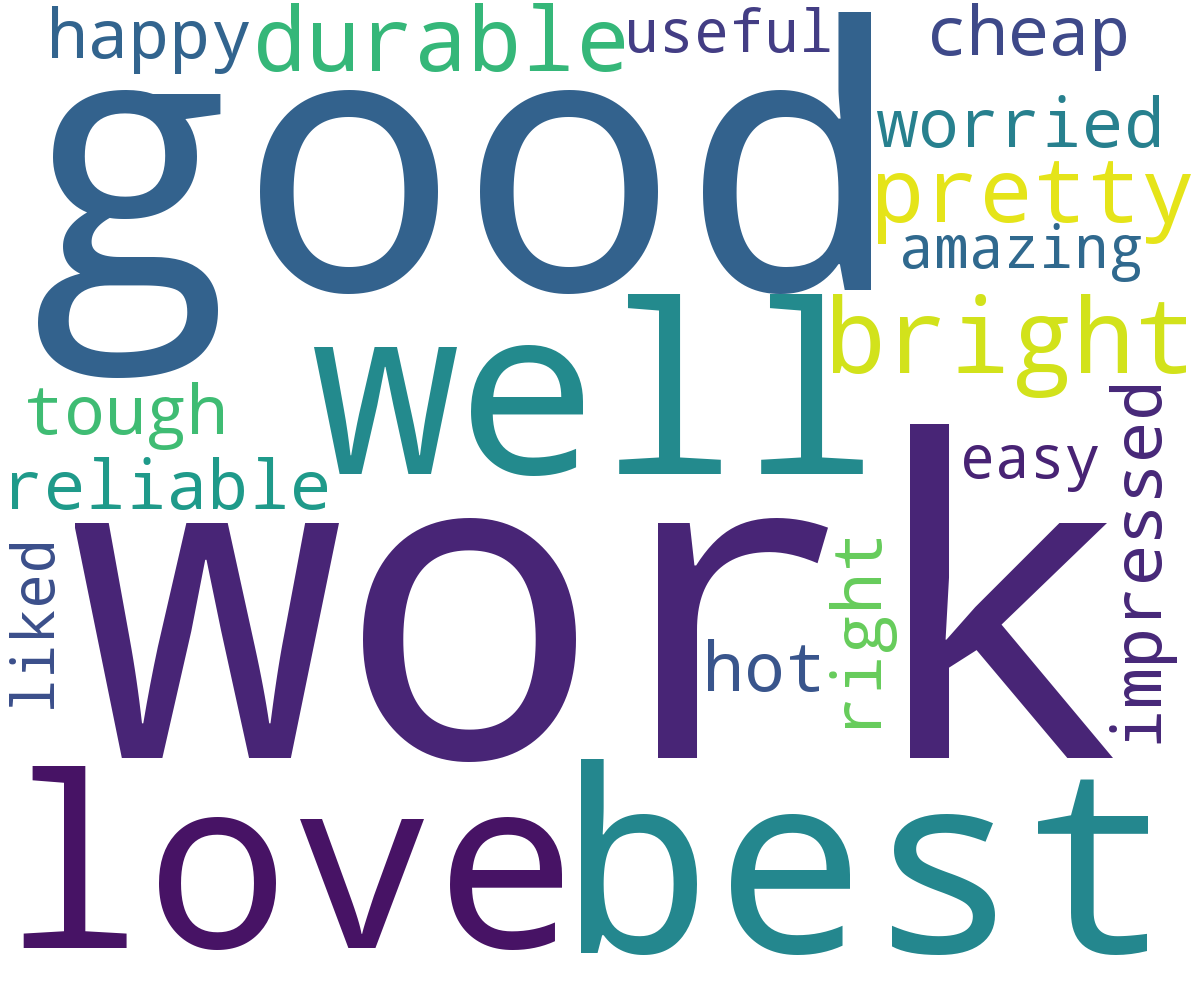 happy
durable
useful
cheap
good
worried
pretty
amazing
well
bright
tough
reliable
easy
impressed
work
liked
hot
right
love
best